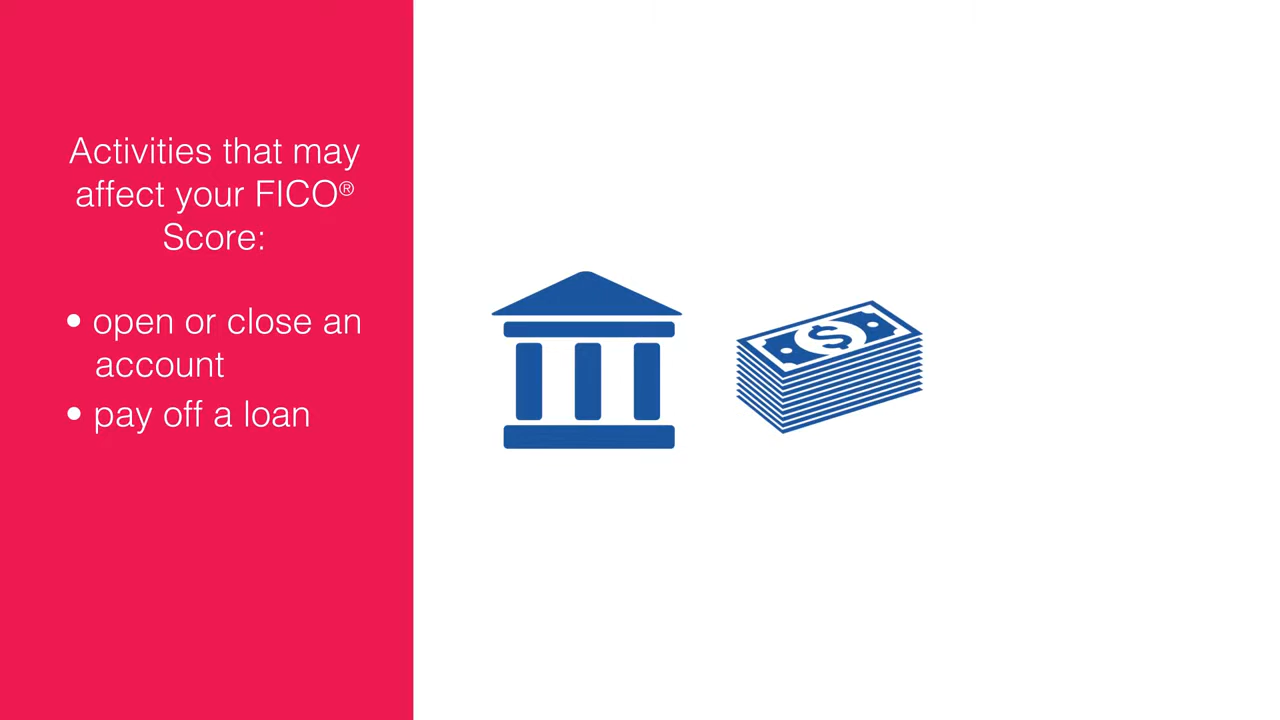 Activities that may
affect your FICO®
Score:
• open or close an
account
• pay off a loan